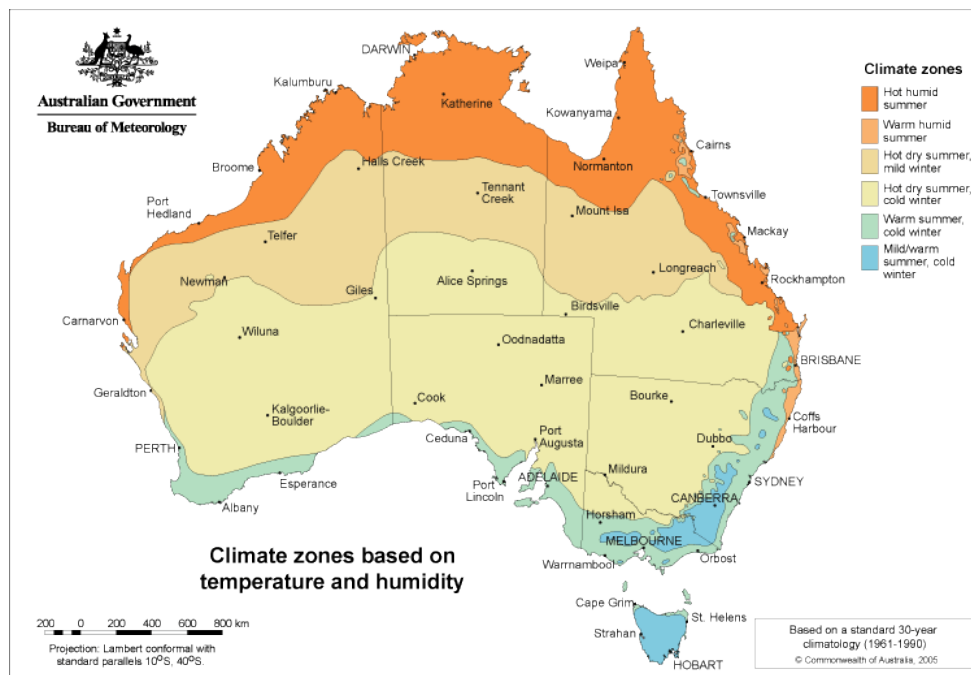 Australian Government
Bureau of Meteorology
DARWIN
Kalumburu
Katherine
Weipa
Kowanyama
Cairns
Normanton
Broome
Halls Creek
Townsville
Port
Hedland
Tennant
Creek
Mount Isa
Mackay
Telfer
Newman
Longreach
Rockhampton
Alice Springs
Giles
Birdsville
Carnarvon
Wiluna
Oodnadatta
Charleville
BRISBANE
Geraldton
Marree
Kalgoorlie-
Boulder
Cook
Bourke
Coffs
Harbour
PERTH
Ceduna
Port
Augusta
Dubbo
Esperance
Port
Lincoln
ADELAIDE
Mildura
SYDNEY
Albany
CANBERRA
Horsham
MELBOURNE
Warrnambool
Orbost
Cape Grim
St. Helens
Strahan
HOBART
Climate zones
Hot humid
summer
Warm humid
summer
Hot dry summer,
mild winter
Hot dry summer,
cold winter
Warm summer,
cold winter
Mild/warm
summer, cold
winter
Climate zones based on
temperature and humidity
200 0 200 400 600 800 km
Projection: Lambert conformal with
standard parallels 10°S, 40°S.
Based on a standard 30-year
climatology (1961-1990)
© Commonwealth of Australia, 2005